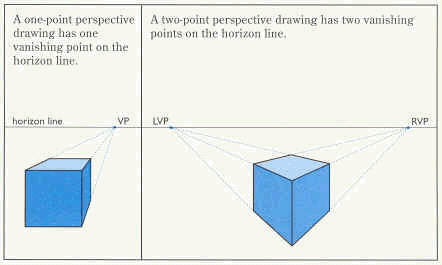 A one-point perspective
drawing has one
vanishing point on the
horizon line.
horizon line
VP
A two-point perspective drawing has two vanishing
points on the horizon line.
LVP
RVP